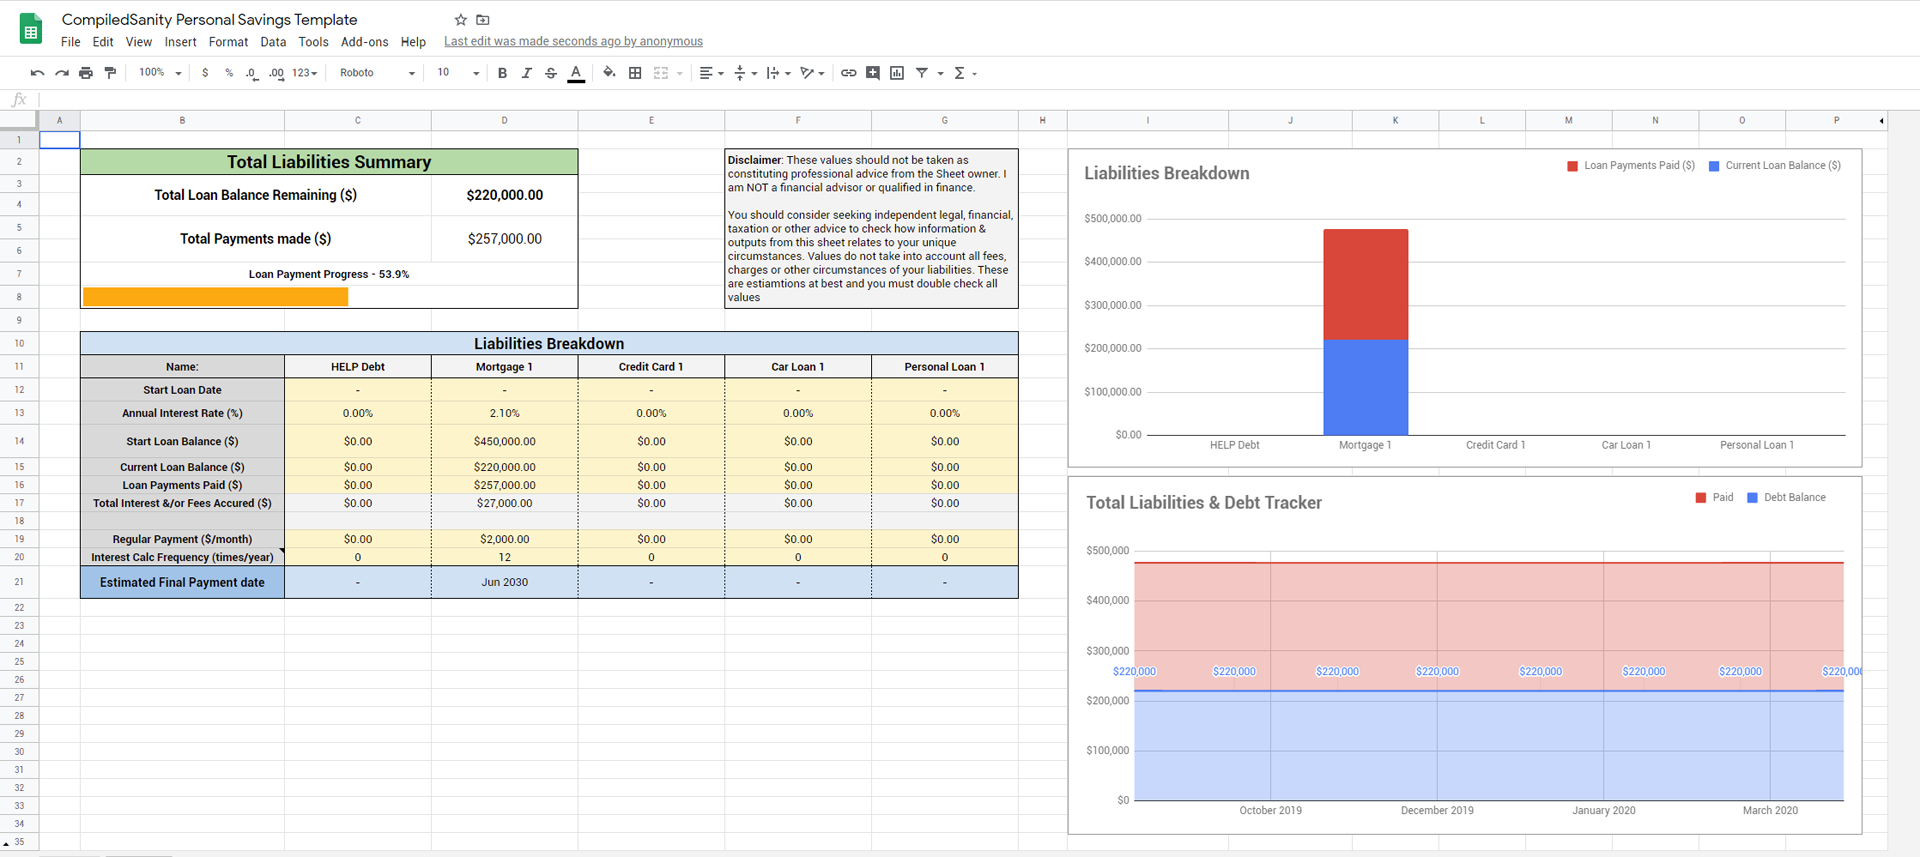 CompiledSanity Personal Savings Template
File Edit View Insert Format Data Tools Add-ons Help Last edit was made seconds ago by anonymous
100% $ % .0 .00 123 Roboto 10 B I S A
fx
A B C D E F G H I J K L M N O P
1
2
3
4
5
6
7
8
9
10
11
12
13
14
15
16
17
18
19
20
21
22
23
24
25
26
27
28
29
30
31
32
33
34
35
Total Liabilities Summary
Total Loan Balance Remaining ($) $220,000.00
Total Payments made ($) $257,000.00
Loan Payment Progress - 53.9%
Disclaimer: These values should not be taken as
constituting professional advice from the Sheet owner. I
am NOT a financial advisor or qualified in finance.
You should consider seeking independent legal, financial,
taxation or other advice to check how information &
outputs from this sheet relates to your unique
circumstances. Values do not take into account all fees,
charges or other circumstances of your liabilities. These
are estiamtions at best and you must double check all
values
Liabilities Breakdown
Name: HELP Debt Mortgage 1 Credit Card 1 Car Loan 1 Personal Loan 1
Start Loan Date - - - - -
Annual Interest Rate (%) 0.00% 2.10% 0.00% 0.00% 0.00%
Start Loan Balance ($) $0.00 $450,000.00 $0.00 $0.00 $0.00
Current Loan Balance ($) $0.00 $220,000.00 $0.00 $0.00 $0.00
Loan Payments Paid ($) $0.00 $257,000.00 $0.00 $0.00 $0.00
Total Interest &/or Fees Accured ($) $0.00 $27,000.00 $0.00 $0.00 $0.00
Regular Payment ($/month) $0.00 $2,000.00 $0.00 $0.00 $0.00
Interest Calc Frequency (times/year) 0 12 0 0 0
Estimated Final Payment date - Jun 2030 - - -
Liabilities Breakdown
Loan Payments Paid ($) Current Loan Balance ($)
$500,000.00
$400,000.00
$300,000.00
$200,000.00
$100,000.00
$0.00
HELP Debt Mortgage 1 Credit Card 1 Car Loan 1 Personal Loan 1
Total Liabilities & Debt Tracker
Paid Debt Balance
$500,000
$400,000
$300,000
$220,000 $220,000 $220,000 $220,000 $220,000 $220,000 $220,000 $220,000
$200,000
$100,000
$0
October 2019 December 2019 January 2020 March 2020